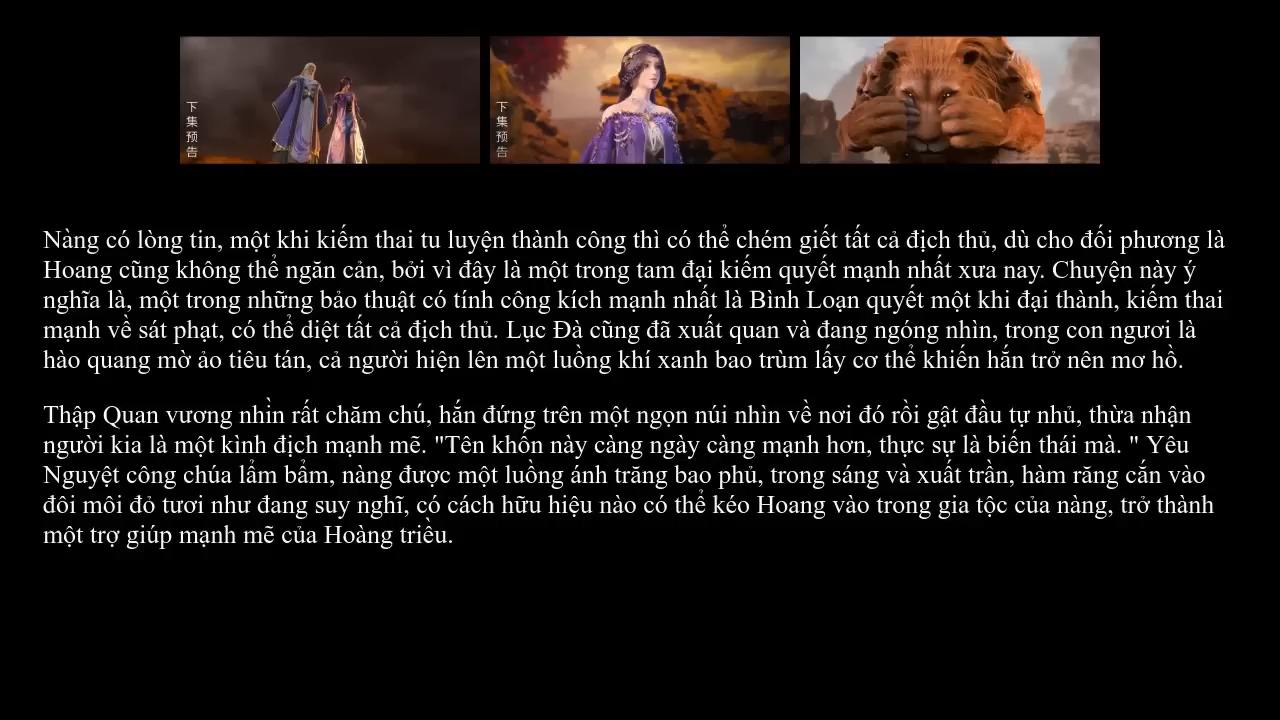 下集预告
下集预告
Nàng có lòng tin, một khi kiếm thai tu luyện thành công thì có thể chém giết tất cả địch thủ, dù cho đối phương là
Hoang cũng không thể ngăn cản, bởi vì đây là một trong tam đại kiếm quyết mạnh nhất xưa nay. Chuyện này ý
nghĩa là, một trong những bảo thuật có tính công kích mạnh nhất là Bình Loạn quyết một khi đại thành, kiếm thai
mạnh về sát phạt, có thể diệt tất cả địch thủ. Lục Đà cũng đã xuất quan và đang ngóng nhìn, trong con ngươi là
hào quang mờ ảo tiêu tán, cả người hiện lên một luồng khí xanh bao trùm lấy cơ thể khiến hắn trở nên mơ hồ.
Thập Quan vương nhìn rất chăm chú, hắn đứng trên một ngọn núi nhìn về nơi đó rồi gật đầu tự nhủ, thừa nhận
người kia là một kình địch mạnh mẽ. "Tên khốn này càng ngày càng mạnh hơn, thực sự là biến thái mà. " Yêu
Nguyệt công chúa lẩm bẩm, nàng được một luồng ánh trăng bao phủ, trong sáng và xuất trần, hàm răng cắn vào
đôi môi đỏ tươi như đang suy nghĩ, có cách hữu hiệu nào có thể kéo Hoang vào trong gia tộc của nàng, trở thành
một trợ giúp mạnh mẽ của Hoàng triều.